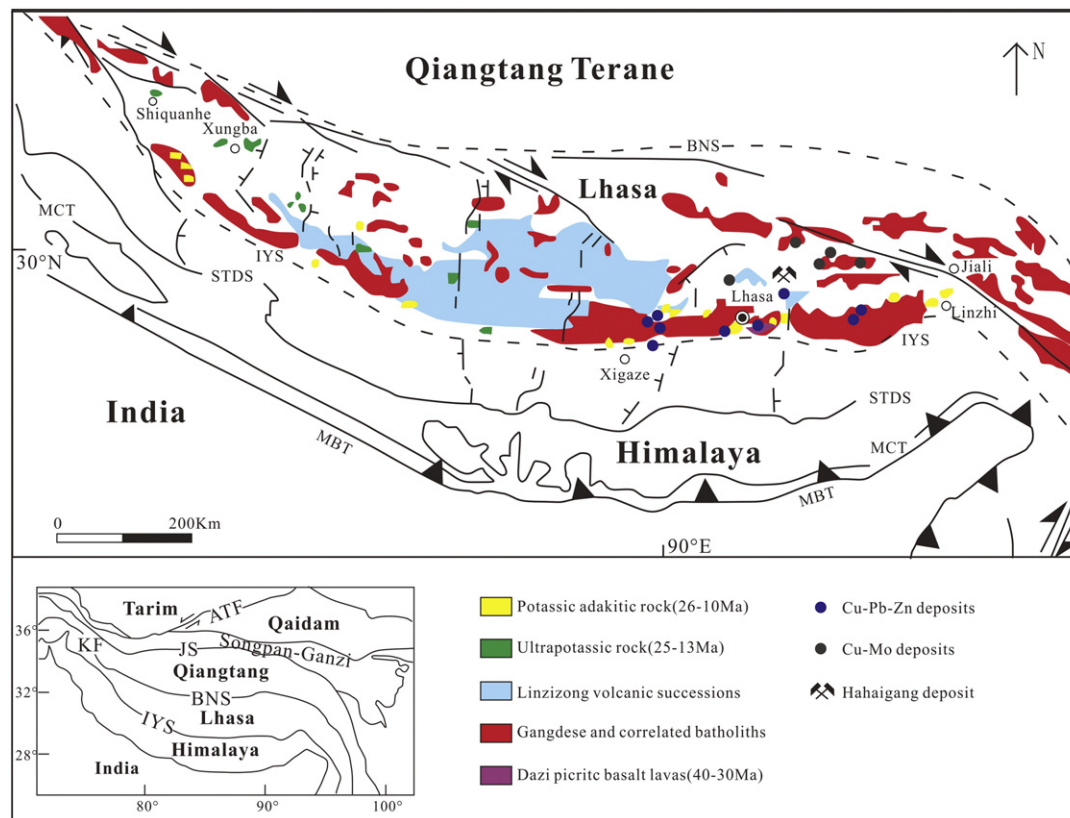 Qiangtang Terane
N
Shiquanhe
Xungba
BNS
Lhasa
MCT
IYS
30°N
STDS
Jiali
Lhasa
Linzhi
IYS
Xigaze
STDS
India
Himalaya
MCT
MBT
MBT
0 200Km
90°E
Tarim
ATF
Qaidam
36°
KF
JS
Songpan-Ganzi
Qiangtang
32°
BNS
Lhasa
IYS
Himalaya
28°
India
80° 90° 100°
Potassic adakitic rock(26-10Ma)
Ultrapotassic rock(25-13Ma)
Linzizong volcanic successions
Gangdese and correlated batholiths
Dazi picritc basalt lavas(40-30Ma)
Cu-Pb-Zn deposits
Cu-Mo deposits
Hahaigang deposit